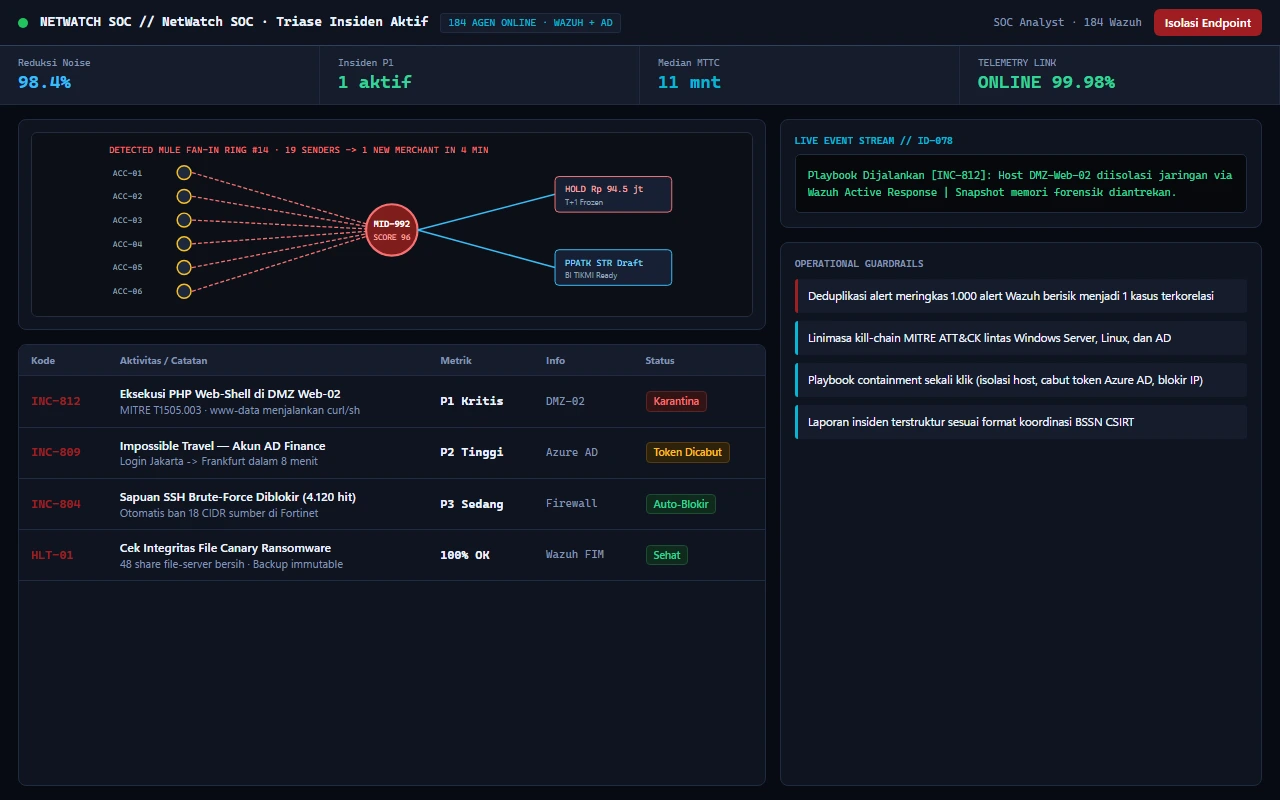 NETWATCH SOC // NetWatch SOC · Triase Insiden Aktif
184 AGEN ONLINE · WAZUH + AD
SOC Analyst · 184 Wazuh
Isolasi Endpoint
Reduksi Noise
98.4%
Insiden P1
1 aktif
Median MTTC
11 mnt
TELEMETRY LINK
ONLINE 99.98%
DETECTED MULE FAN-IN RING #14 · 19 SENDERS -> 1 NEW MERCHANT IN 4 MIN
ACC-01
ACC-02
ACC-03
ACC-04
ACC-05
ACC-06
MID-992
SCORE 96
HOLD Rp 94.5 jt
T+1 Frozen
PPATK STR Draft
BI TIKMI Ready
Kode Aktivitas / Catatan Metrik Info Status
INC-812 Eksekusi PHP Web-Shell di DMZ Web-02 P1 Kritis DMZ-02 Karantina
MITRE T1505.003 · www-data menjalankan curl/sh
INC-809 Impossible Travel — Akun AD Finance P2 Tinggi Azure AD Token Dicabut
Login Jakarta -> Frankfurt dalam 8 menit
INC-804 Sapuan SSH Brute-Force Diblokir (4.120 hit) P3 Sedang Firewall Auto-Blokir
Otomatis ban 18 CIDR sumber di Fortinet
HLT-01 Cek Integritas File Canary Ransomware 100% OK Wazuh FIM Sehat
48 share file-server bersih · Backup immutable
LIVE EVENT STREAM // ID-078
Playbook Dijalankan [INC-812]: Host DMZ-Web-02 diisolasi jaringan via
Wazuh Active Response | Snapshot memori forensik diantrekan.
OPERATIONAL GUARDRAILS
Deduplikasi alert meringkas 1.000 alert Wazuh berisik menjadi 1 kasus terkorelasi
Linimasa kill-chain MITRE ATT&CK lintas Windows Server, Linux, dan AD
Playbook containment sekali klik (isolasi host, cabut token Azure AD, blokir IP)
Laporan insiden terstruktur sesuai format koordinasi BSSN CSIRT